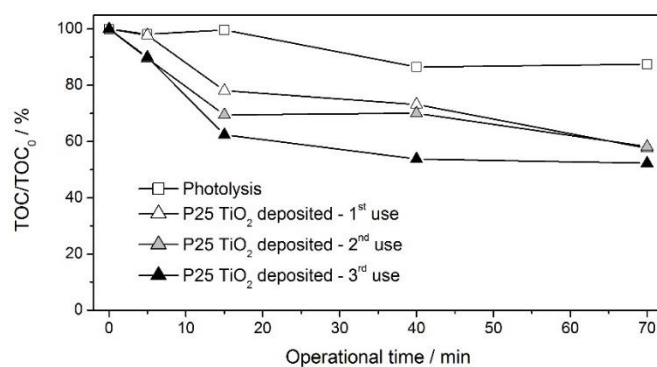 TOC/TOC₀ / %
100
80
60
40
20
0
Photolysis
P25 TiO₂ deposited - 1ˢᵗ use
P25 TiO₂ deposited - 2ⁿᵈ use
P25 TiO₂ deposited - 3ʳᵈ use
0 10 20 30 40 50 60 70
Operational time / min